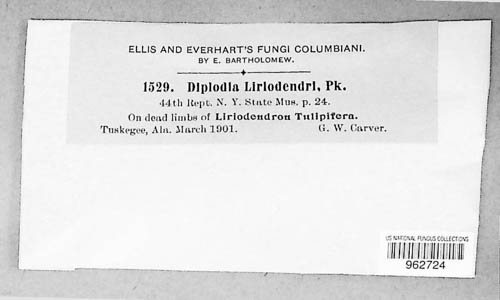 ELLIS AND EVERHART'S FUNGI COLUMBIANI.
BY E. BARTHOLOMEW.
1529. Diplodia Liriodendri, Pk.
44th Rept. N. Y. State Mus. p. 24.
On dead limbs of Liriodendron Tulipifera.
Tuskegee, Ala. March 1901. G. W. Carver.
US NATIONAL FUNGUS COLLECTIONS
962724